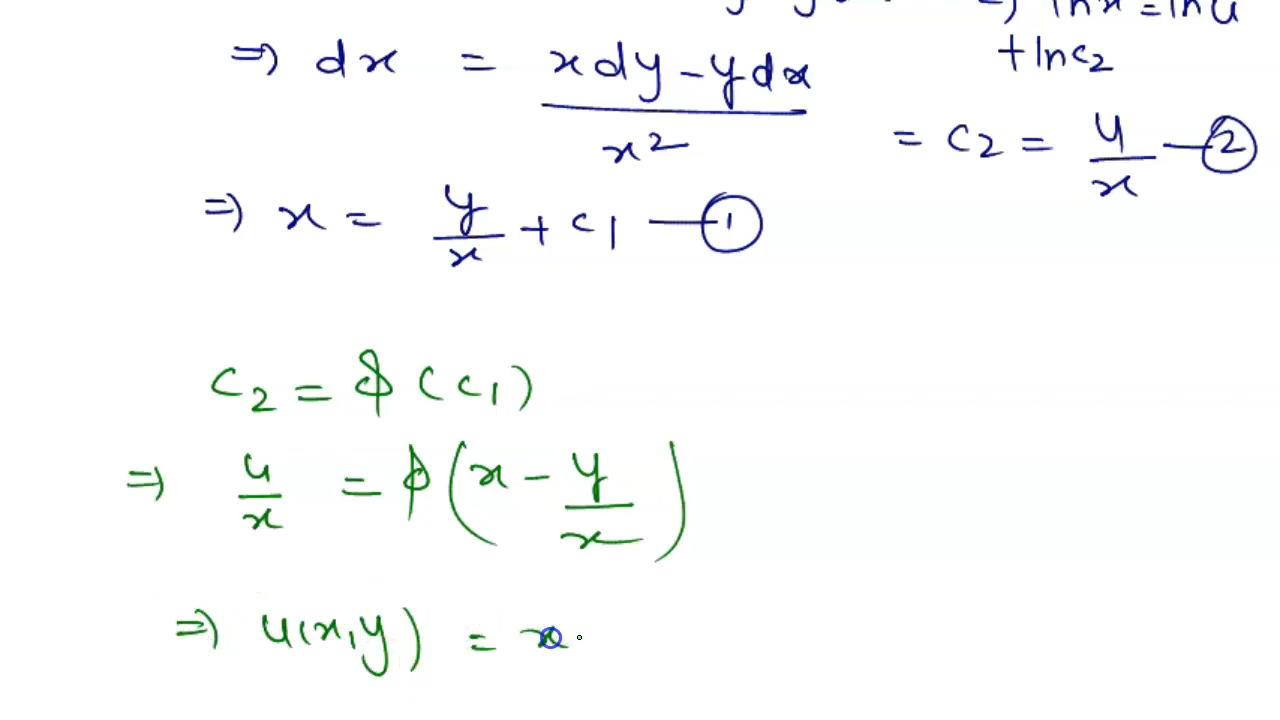 ⇒ ln x = ln u
+ ln c₂
⇒ dx = (x dy − y dx) / x²
= c₂ = u/x — ②
⇒ x = y/x + c₁ — ①
c₂ = ϕ (c₁)
⇒ u/x = ϕ (x − y/x)
⇒ u(x, y) = x ·